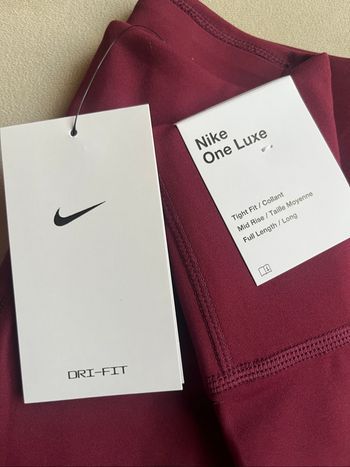 Nike
One Luxe
Tight Fit / Collant
Mid Rise / Taille Moyenne
Full Length / Long
DRI-FIT